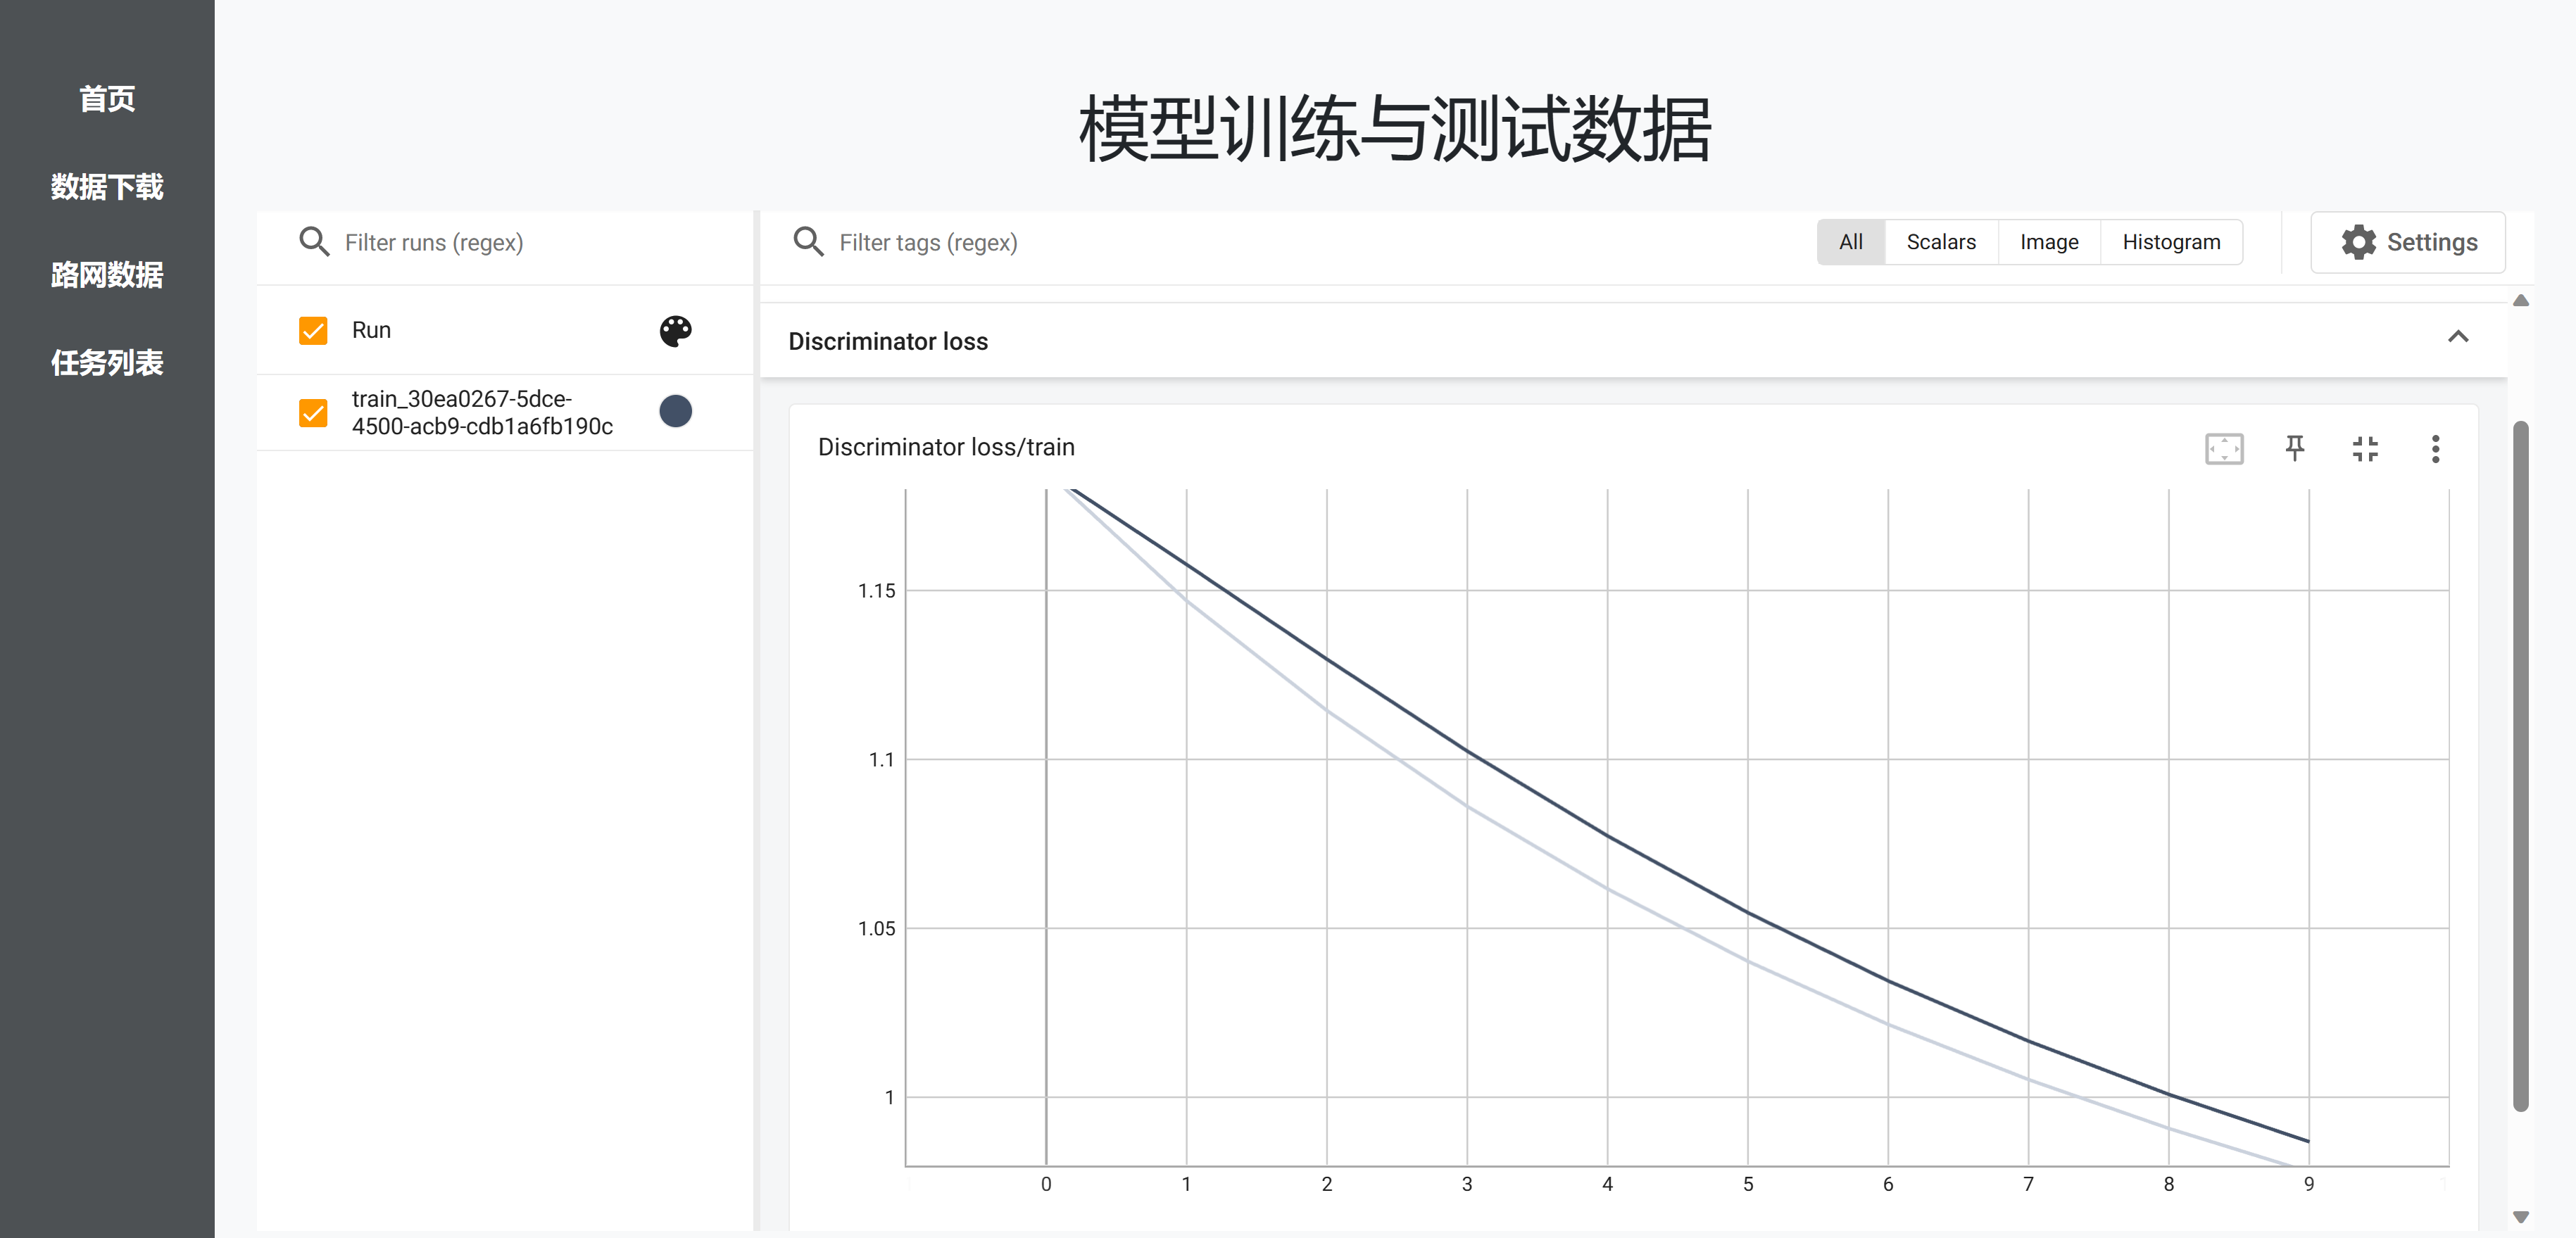 首页
数据下载
路网数据
任务列表
模型训练与测试数据
Filter runs (regex)
Filter tags (regex)
All
Scalars
Image
Histogram
Settings
Run
train_30ea0267-5dce-
4500-acb9-cdb1a6fb190c
Discriminator loss
Discriminator loss/train
1.15
1.1
1.05
1
0
1
2
3
4
5
6
7
8
9